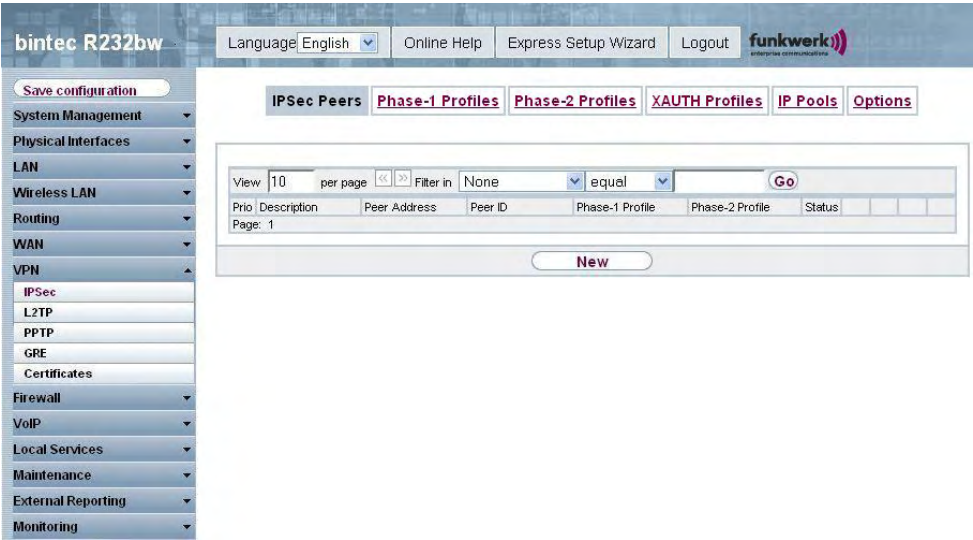 bintec R232bw
Language English Online Help Express Setup Wizard Logout funkwerk
enterprise communications
Save configuration
System Management
Physical Interfaces
LAN
Wireless LAN
Routing
WAN
VPN
IPSec
L2TP
PPTP
GRE
Certificates
Firewall
VoIP
Local Services
Maintenance
External Reporting
Monitoring
IPSec Peers Phase-1 Profiles Phase-2 Profiles XAUTH Profiles IP Pools Options
View 10 per page << >> Filter in None equal Go
Prio Description Peer Address Peer ID Phase-1 Profile Phase-2 Profile Status
Page: 1
New